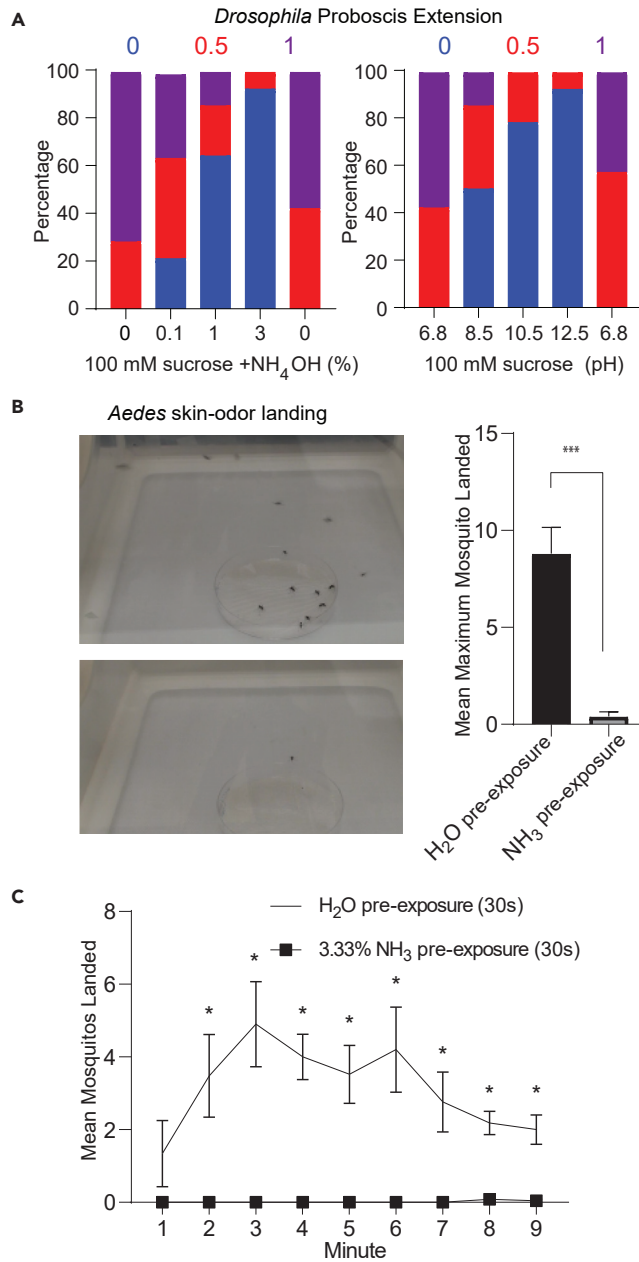 A
Drosophila Proboscis Extension
0 0.5 1
0 0.5 1
Percentage
100
80
60
40
20
0
0 0.1 1 3 0
100 mM sucrose +NH₄OH (%)
Percentage
100
80
60
40
20
0
6.8 8.5 10.5 12.5 6.8
100 mM sucrose (pH)
B
Aedes skin-odor landing
Mean Maximum Mosquito Landed
15
10
5
0
***
H₂O pre-exposure
NH₃ pre-exposure
C
H₂O pre-exposure (30s)
3.33% NH₃ pre-exposure (30s)
Mean Mosquitos Landed
8
6
4
2
0
* * * * * * * *
1 2 3 4 5 6 7 8 9
Minute